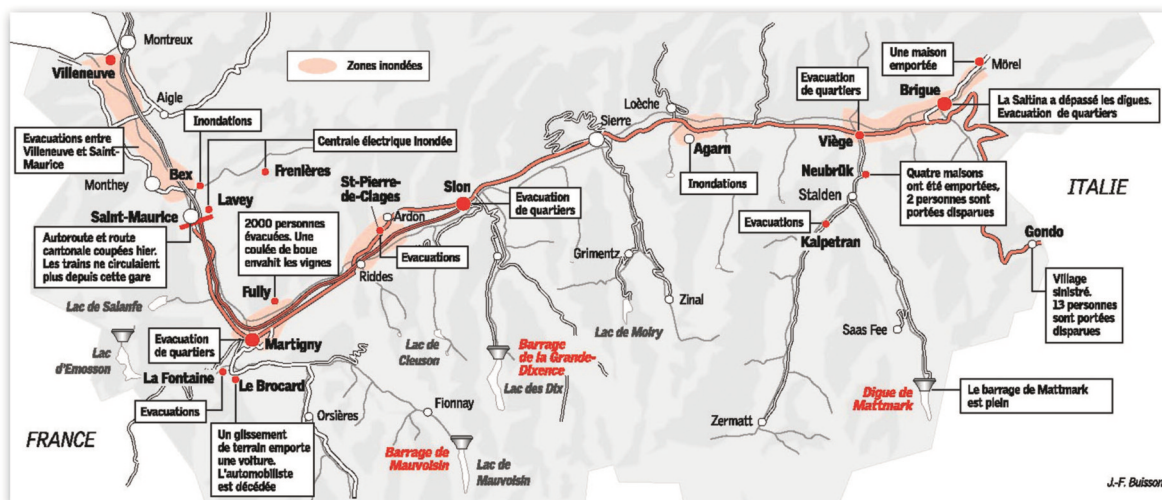 Montreux
Villeneuve
Zones inondées
Aigle
Inondations
Evacuations entre
Villeneuve et Saint-
Maurice
Centrale électrique Inondée
Bex
Frenières
Monthey
Lavey
Saint-Maurice
Autoroute et route
cantonale coupées hier.
Les trains ne circulaient
plus depuis cette gare
2000 personnes
évacuées. Une
coulée de boue
envahit les vignes
St-Pierre-
de-Clages
Ardon
Sion
Evacuation
de quartiers
Evacuations
Riddes
Fully
Lac de Salanfe
Evacuation
de quartiers
Martigny
Lac
d'Emosson
La Fontaine
Le Brocard
Evacuations
Orsières
Fionnay
FRANCE
Un glissement
de terrain emporte
une voiture.
L'automobiliste
est décédée
Barrage de
Mauvoisin
Lac de
Mauvoisin
Lac de
Cleuson
Barrage
de la Grande-
Dixence
Lac des Dix
Sierre
Loèche
Agarn
Inondations
Grimentz
Zinal
Lac de Moiry
Evacuation
de quartiers
Viège
Une maison
emportée
Mörel
Brigue
La Saltina a dépassé les digues.
Evacuation de quartiers
Neubrük
Quatre maisons
ont été emportées,
2 personnes sont
portées disparues
Stalden
Evacuations
Kalpetran
ITALIE
Gondo
Village
sinistré.
13 personnes
sont portées
disparues
Saas Fee
Zermatt
Digue de
Mattmark
Le barrage de Mattmark
est plein
J.-F. Buisson